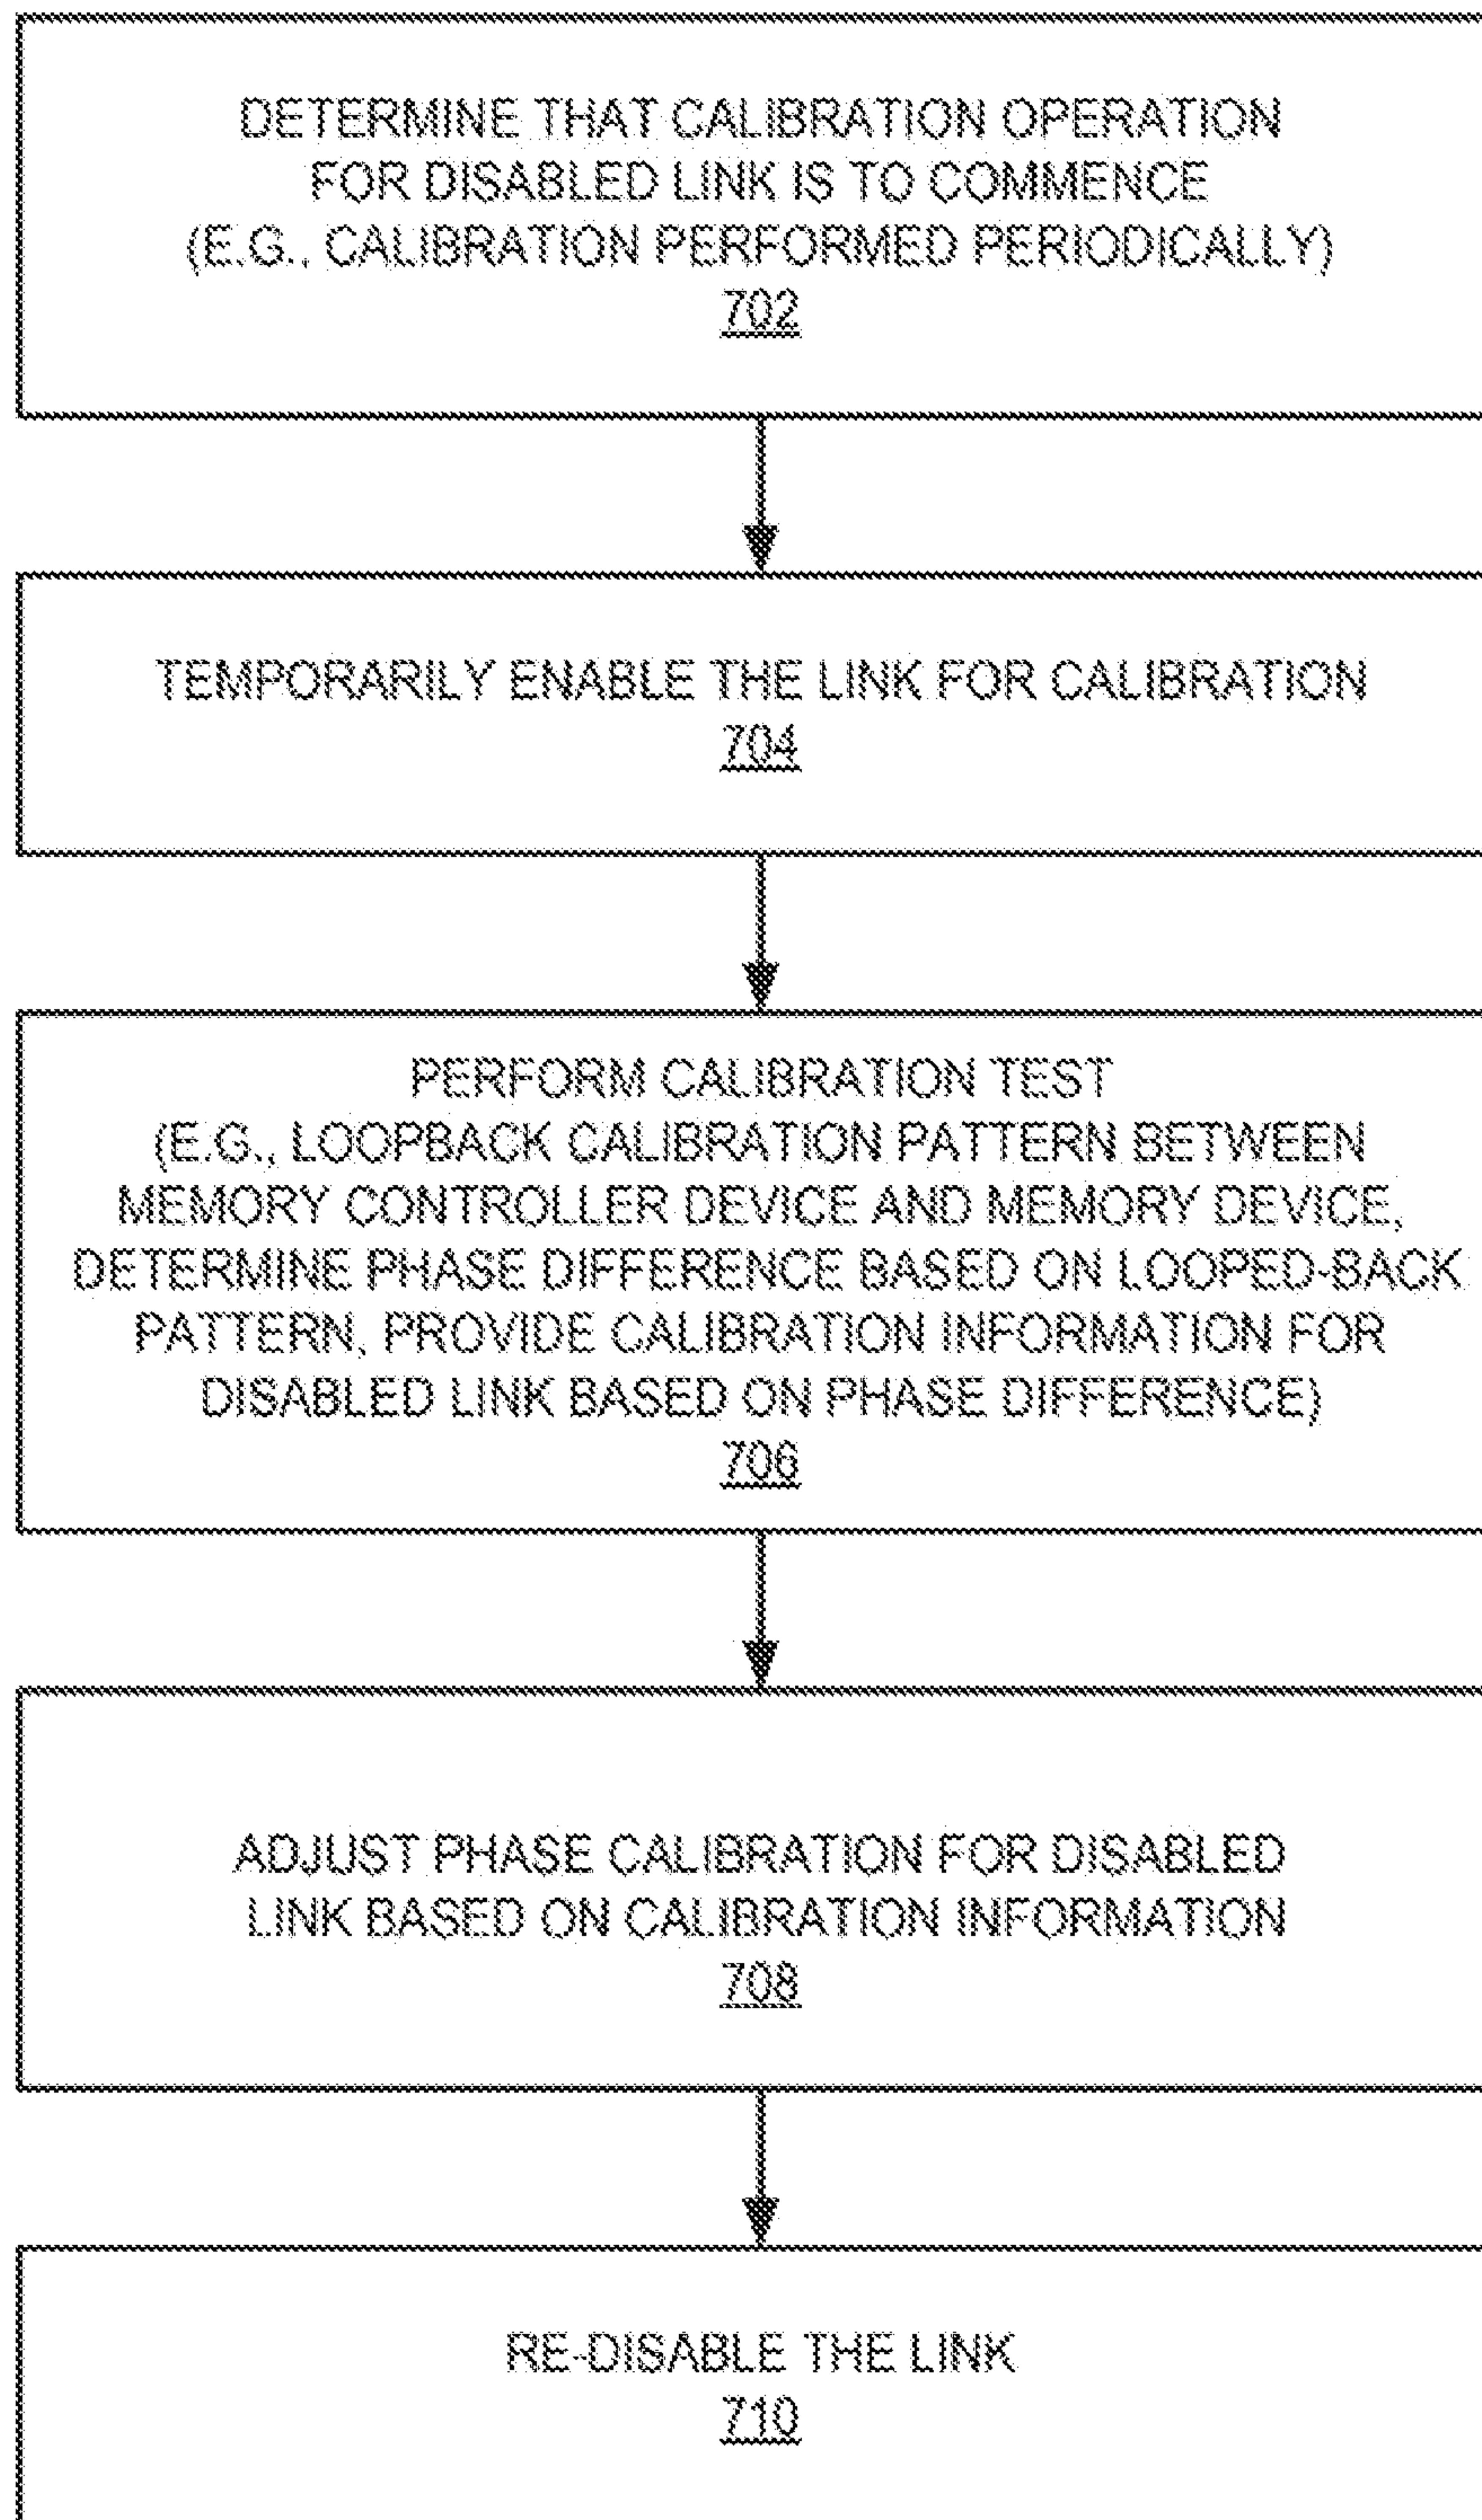 DETERMINE THAT CALIBRATION OPERATION
FOR DISABLED LINK IS TO COMMENCE
(E.G., CALIBRATION PERFORMED PERIODICALLY)
702
TEMPORARILY ENABLE THE LINK FOR CALIBRATION
704
PERFORM CALIBRATION TEST
(E.G., LOOPBACK CALIBRATION PATTERN BETWEEN
MEMORY CONTROLLER DEVICE AND MEMORY DEVICE,
DETERMINE PHASE DIFFERENCE BASED ON LOOPED-BACK
PATTERN, PROVIDE CALIBRATION INFORMATION FOR
DISABLED LINK BASED ON PHASE DIFFERENCE)
706
ADJUST PHASE CALIBRATION FOR DISABLED
LINK BASED ON CALIBRATION INFORMATION
708
RE-DISABLE THE LINK
710